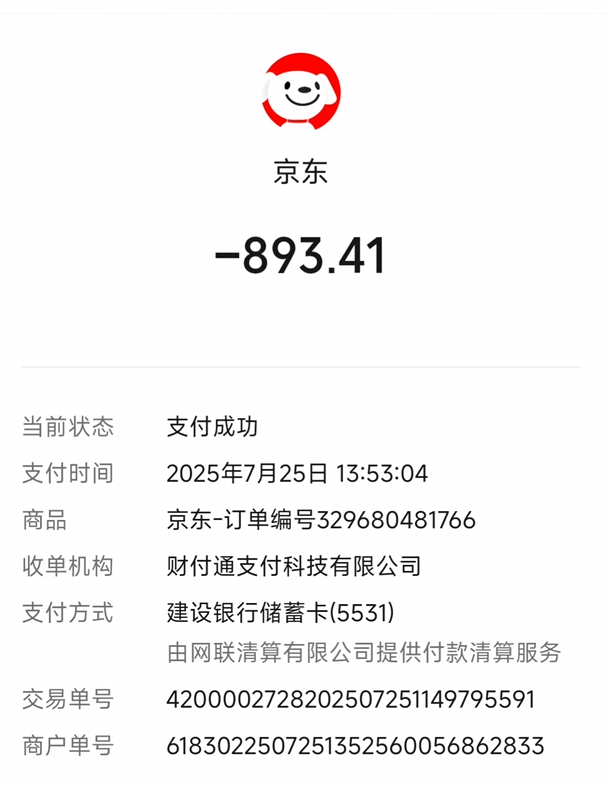 京东
-893.41
当前状态 支付成功
支付时间 2025年7月25日 13:53:04
商品 京东-订单编号329680481766
收单机构 财付通支付科技有限公司
支付方式 建设银行储蓄卡(5531)
由网联清算有限公司提供付款清算服务
交易单号 4200002728202507251149795591
商户单号 61830225072513525600568​62833